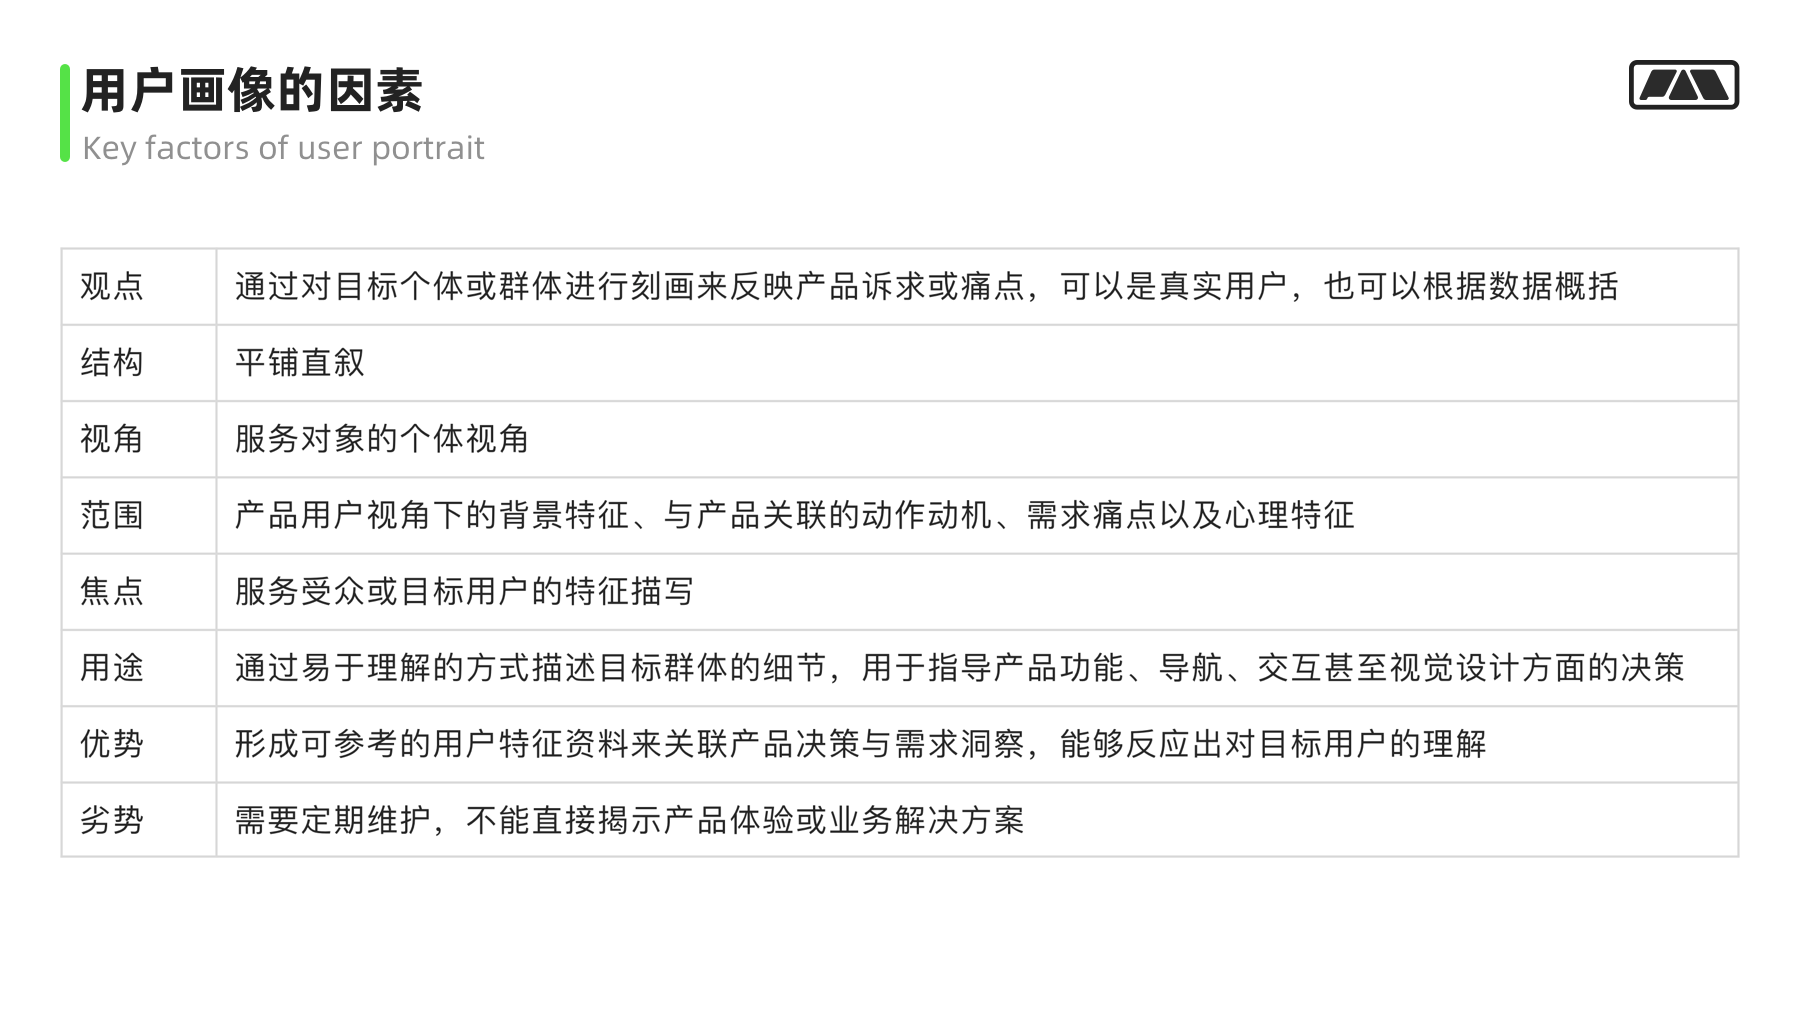 用户画像的因素
Key factors of user portrait
观点 通过对目标个体或群体进行刻画来反映产品诉求或痛点，可以是真实用户，也可以根据数据概括
结构 平铺直叙
视角 服务对象的个体视角
范围 产品用户视角下的背景特征、与产品关联的动作动机、需求痛点以及心理特征
焦点 服务受众或目标用户的特征描写
用途 通过易于理解的方式描述目标群体的细节，用于指导产品功能、导航、交互甚至视觉设计方面的决策
优势 形成可参考的用户特征资料来关联产品决策与需求洞察，能够反应出对目标用户的理解
劣势 需要定期维护，不能直接揭示产品体验或业务解决方案